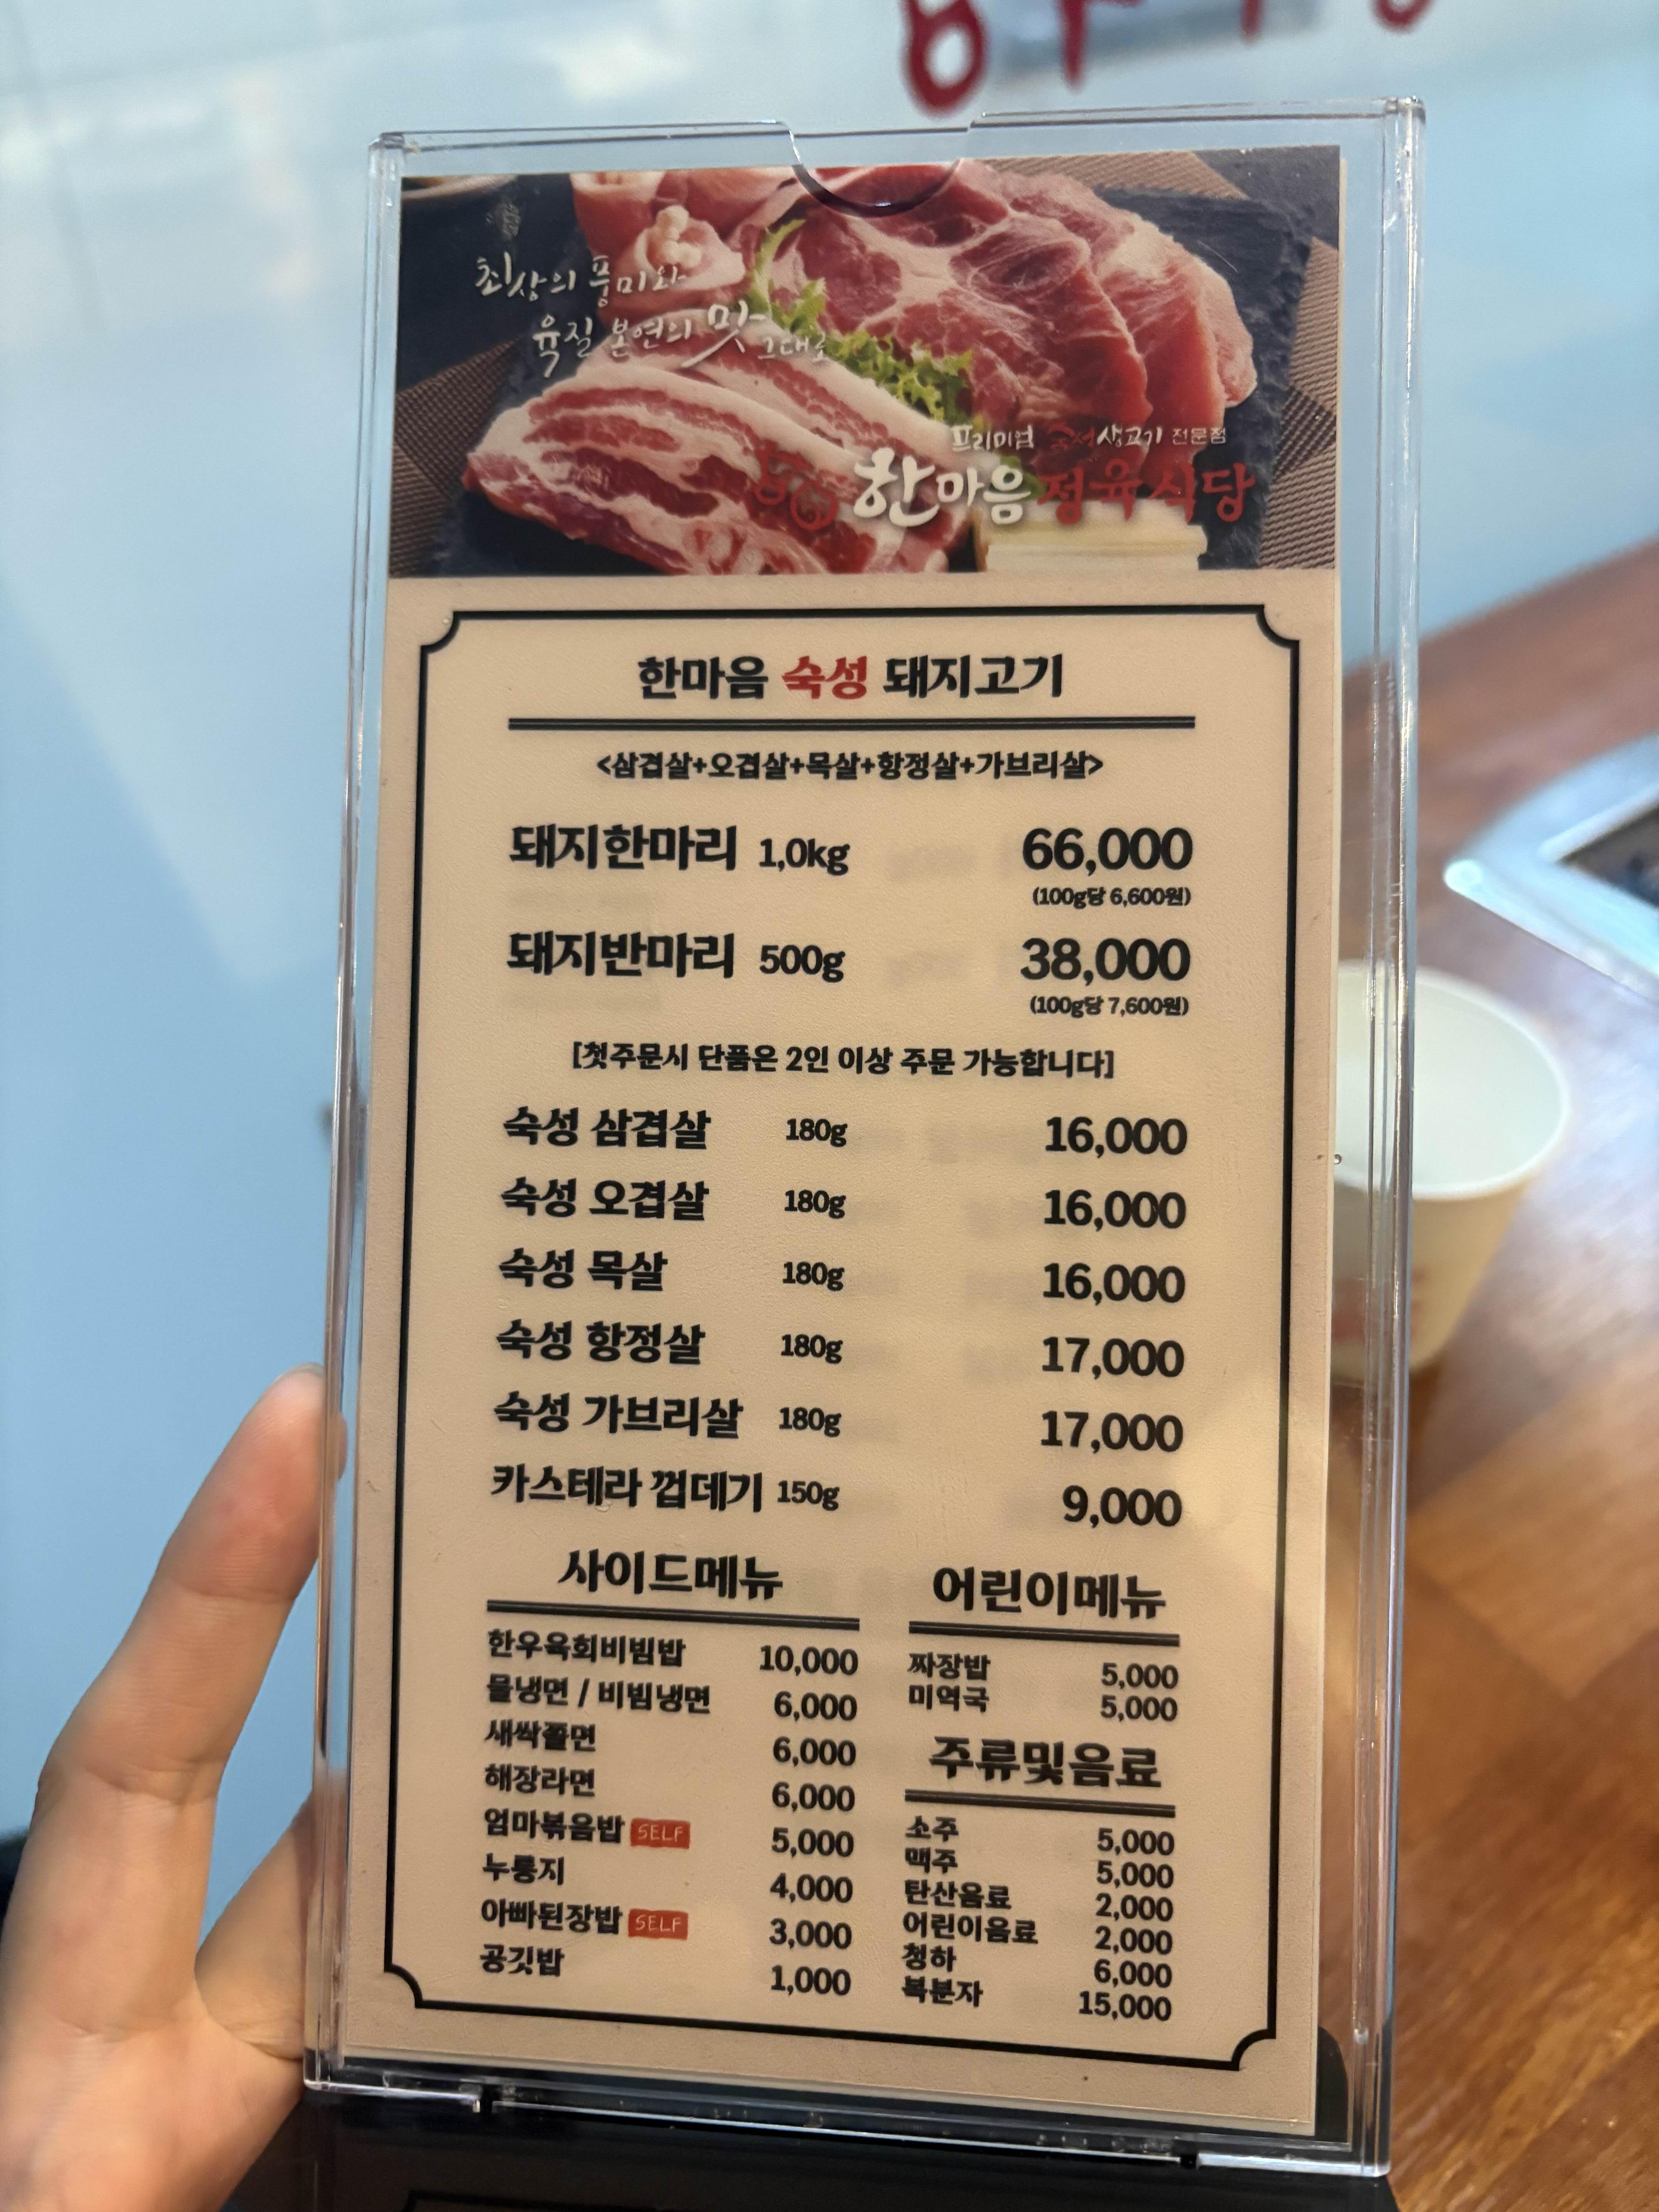 최상의 풍미와
육질 본연의 맛 그대로
프리미엄 숙성생고기 전문점
한마음정육식당
한마음 숙성 돼지고기
<삼겹살+오겹살+목살+항정살+가브리살>
돼지한마리 1,0kg 66,000
(100g당 6,600원)
돼지반마리 500g 38,000
(100g당 7,600원)
[첫주문시 단품은 2인 이상 주문 가능합니다]
숙성 삼겹살 180g 16,000
숙성 오겹살 180g 16,000
숙성 목살 180g 16,000
숙성 항정살 180g 17,000
숙성 가브리살 180g 17,000
카스테라 껍데기 150g 9,000
사이드메뉴
한우육회비빔밥 10,000
물냉면 / 비빔냉면 6,000
새싹쫄면 6,000
해장라면 6,000
엄마볶음밥 SELF 5,000
누룽지 4,000
아빠된장밥 SELF 3,000
공깃밥 1,000
어린이메뉴
짜장밥 5,000
미역국 5,000
주류및음료
소주 5,000
맥주 5,000
탄산음료 2,000
어린이음료 2,000
청하 6,000
복분자 15,000